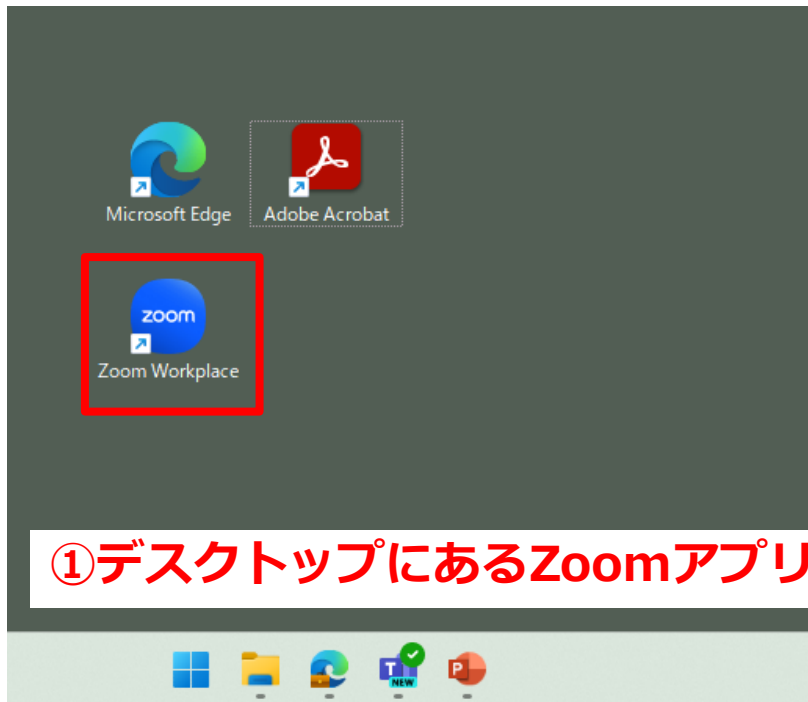 Microsoft Edge
Adobe Acrobat
zoom
Zoom Workplace
①デスクトップにあるZoomアプリ
T
NEW
P